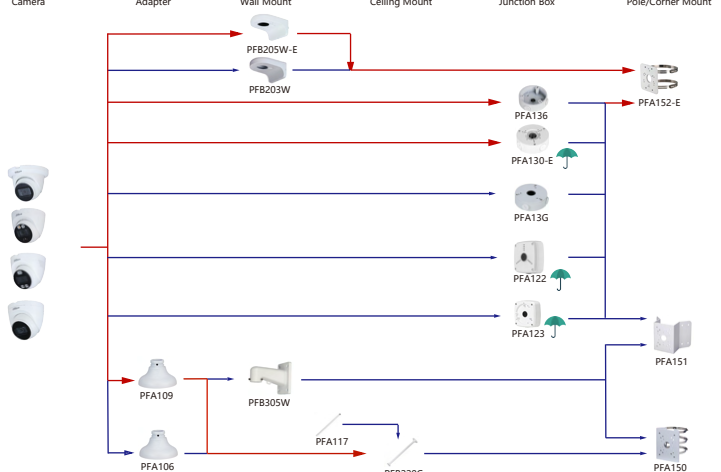 Camera Adapter Wall Mount Ceiling Mount Junction Box Pole/Corner Mount
PFB205W-E
PFB203W
PFA136
PFA152-E
PFA130-E
PFA13G
PFA122
PFA123
PFA151
PFA109
PFB305W
PFA117
PFA106
PFB220C
PFA150